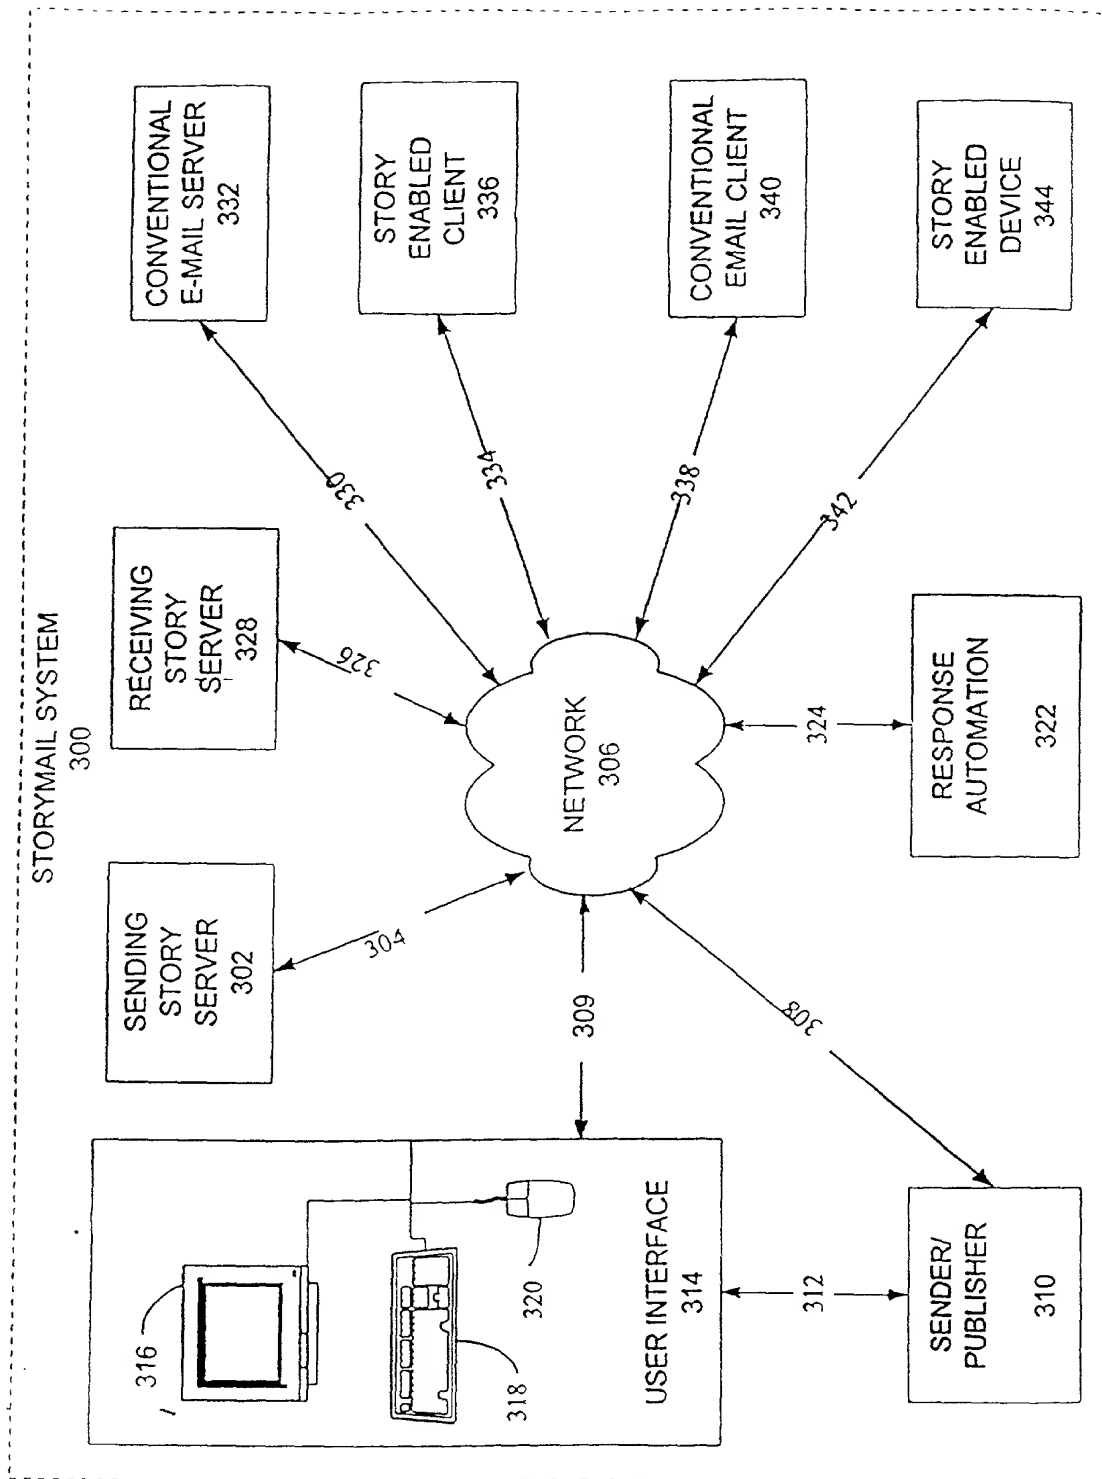 STORYMAIL SYSTEM
300
SENDING
STORY
SERVER
302
RECEIVING
STORY
SERVER
328
CONVENTIONAL
E-MAIL SERVER
332
STORY
ENABLED
CLIENT
336
CONVENTIONAL
EMAIL CLIENT
340
STORY
ENABLED
DEVICE
344
304
326
330
334
338
342
NETWORK
306
309
308
324
316
318
320
USER INTERFACE
314
312
SENDER/
PUBLISHER
310
RESPONSE
AUTOMATION
322